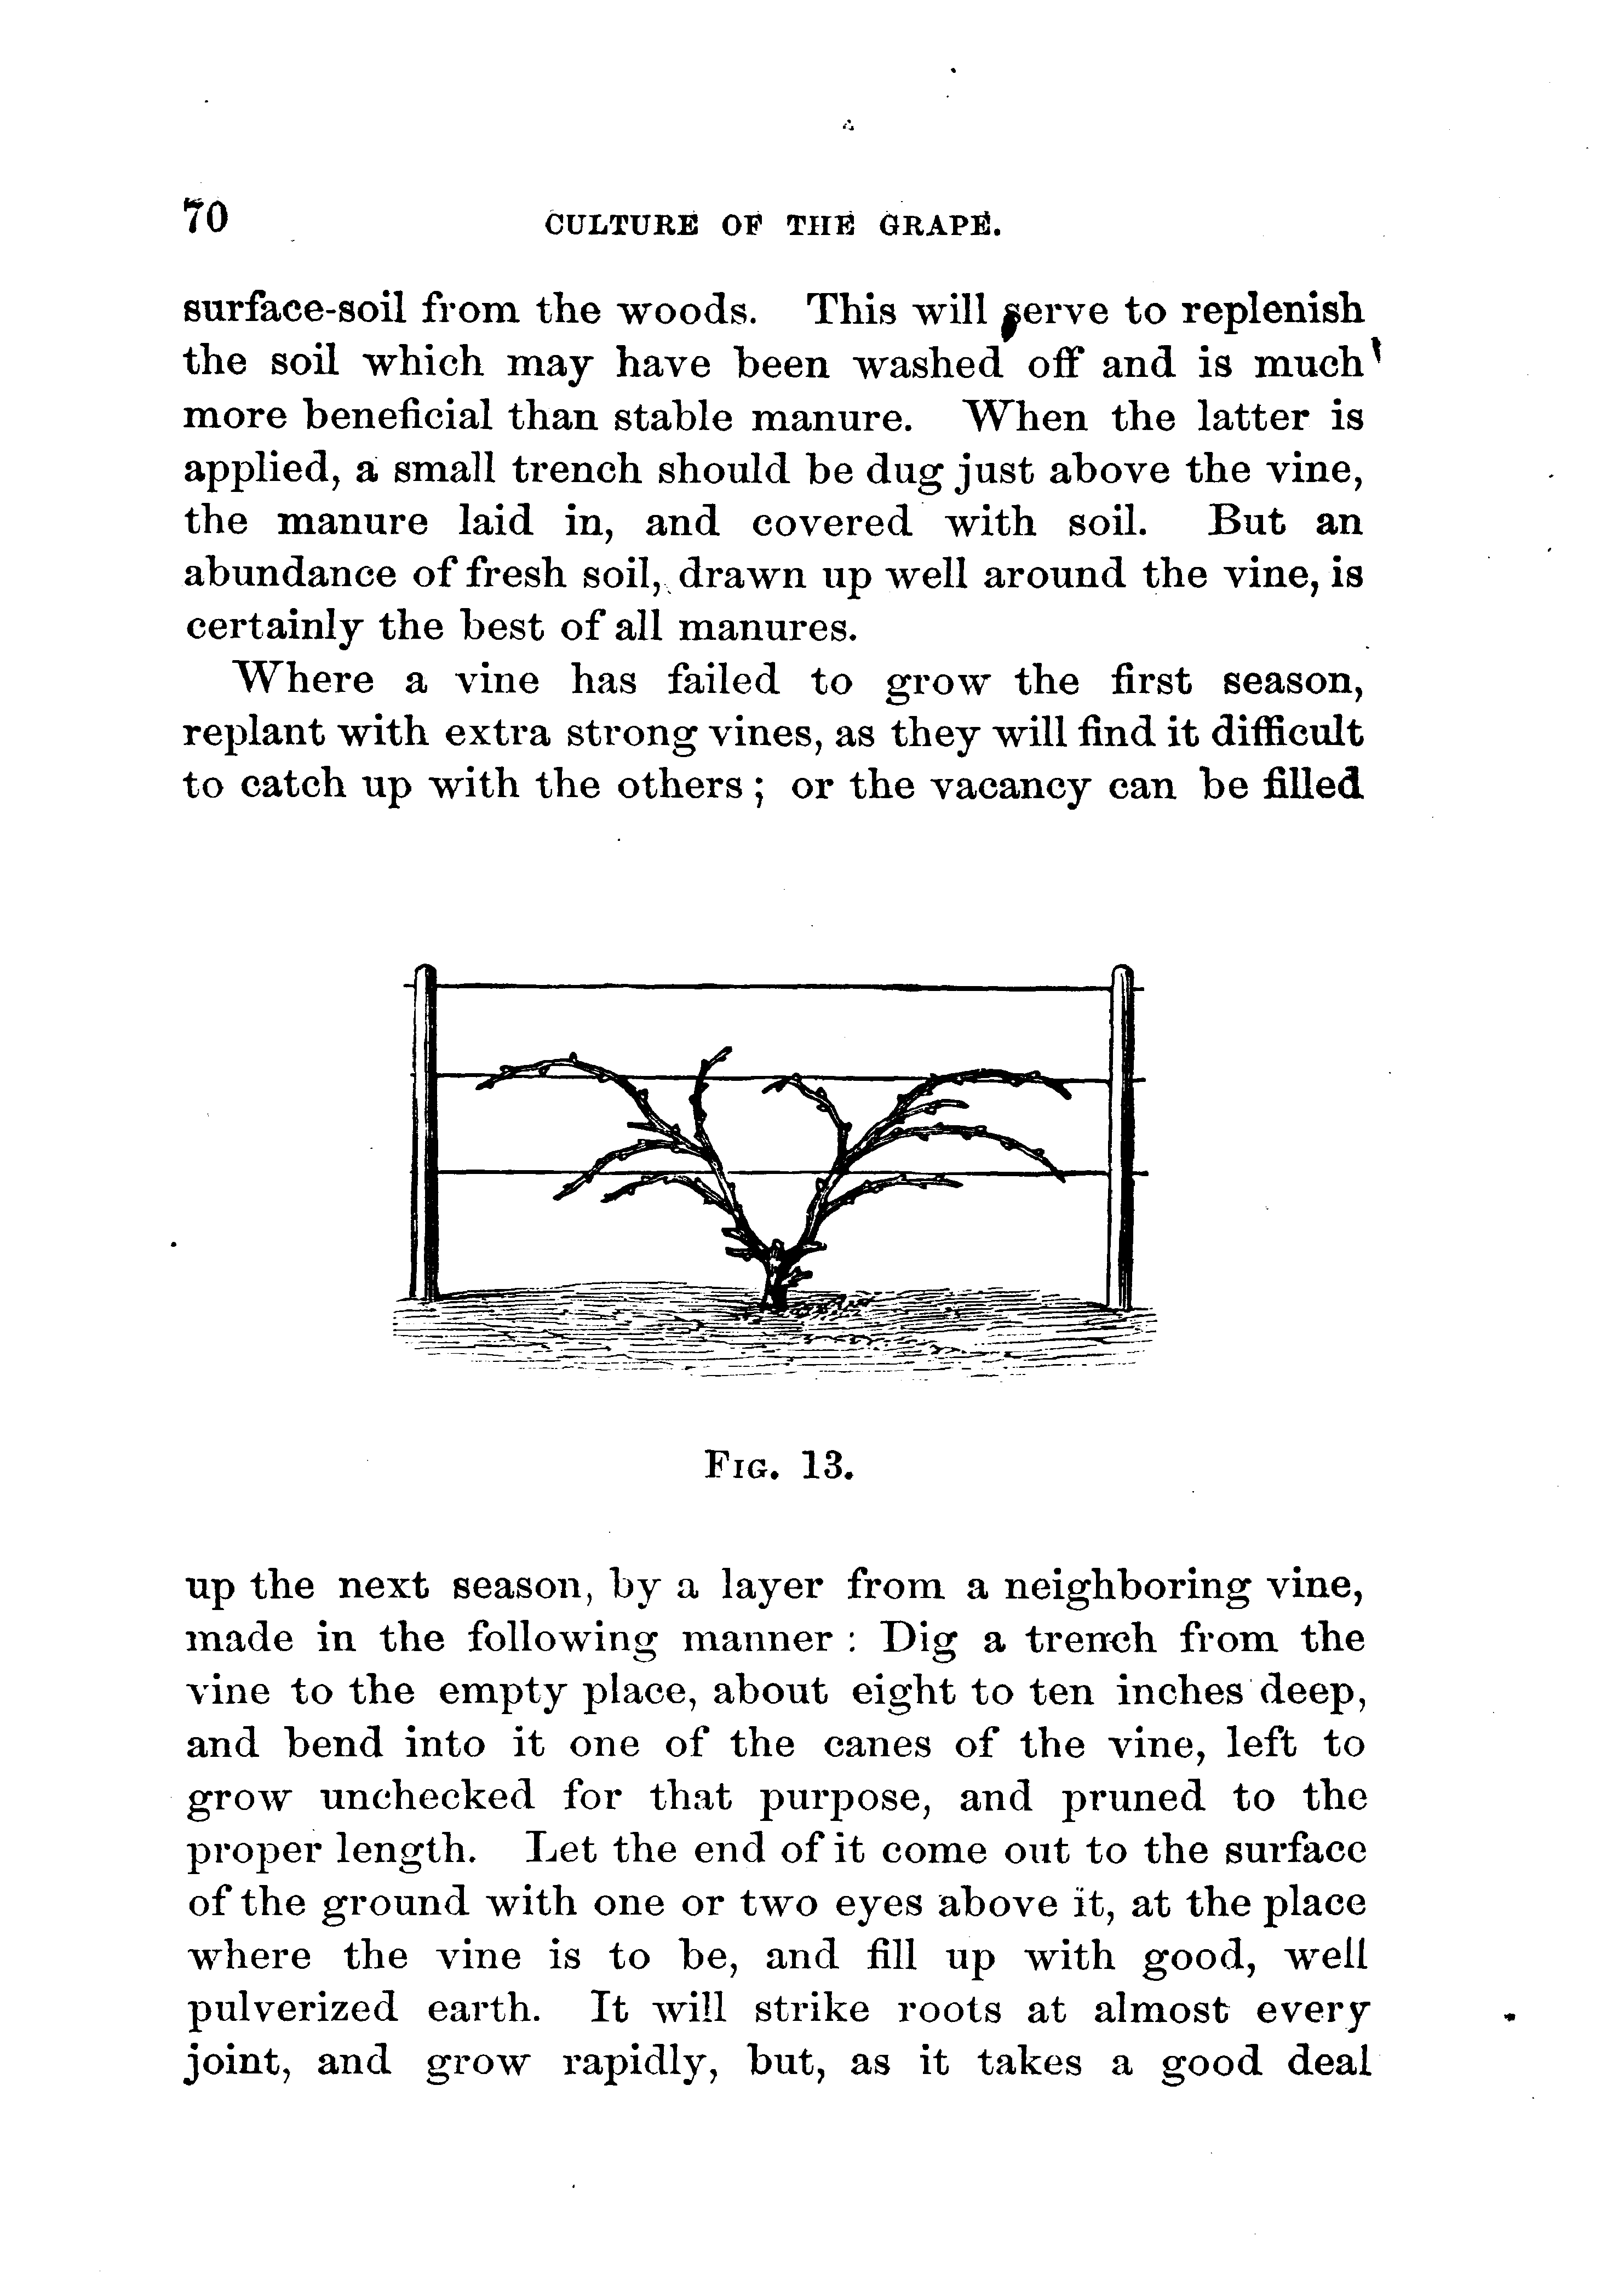 70 CULTURE OF THE GRAPE.
surface-soil from the woods. This will serve to replenish
the soil which may have been washed off and is much
more beneficial than stable manure. When the latter is
applied, a small trench should be dug just above the vine,
the manure laid in, and covered with soil. But an
abundance of fresh soil, drawn up well around the vine, is
certainly the best of all manures.
Where a vine has failed to grow the first season,
replant with extra strong vines, as they will find it difficult
to catch up with the others; or the vacancy can be filled
FIG. 13.
up the next season, by a layer from a neighboring vine,
made in the following manner: Dig a trench from the
vine to the empty place, about eight to ten inches deep,
and bend into it one of the canes of the vine, left to
grow unchecked for that purpose, and pruned to the
proper length. Let the end of it come out to the surface
of the ground with one or two eyes above it, at the place
where the vine is to be, and fill up with good, well
pulverized earth. It will strike roots at almost every
joint, and grow rapidly, but, as it takes a good deal